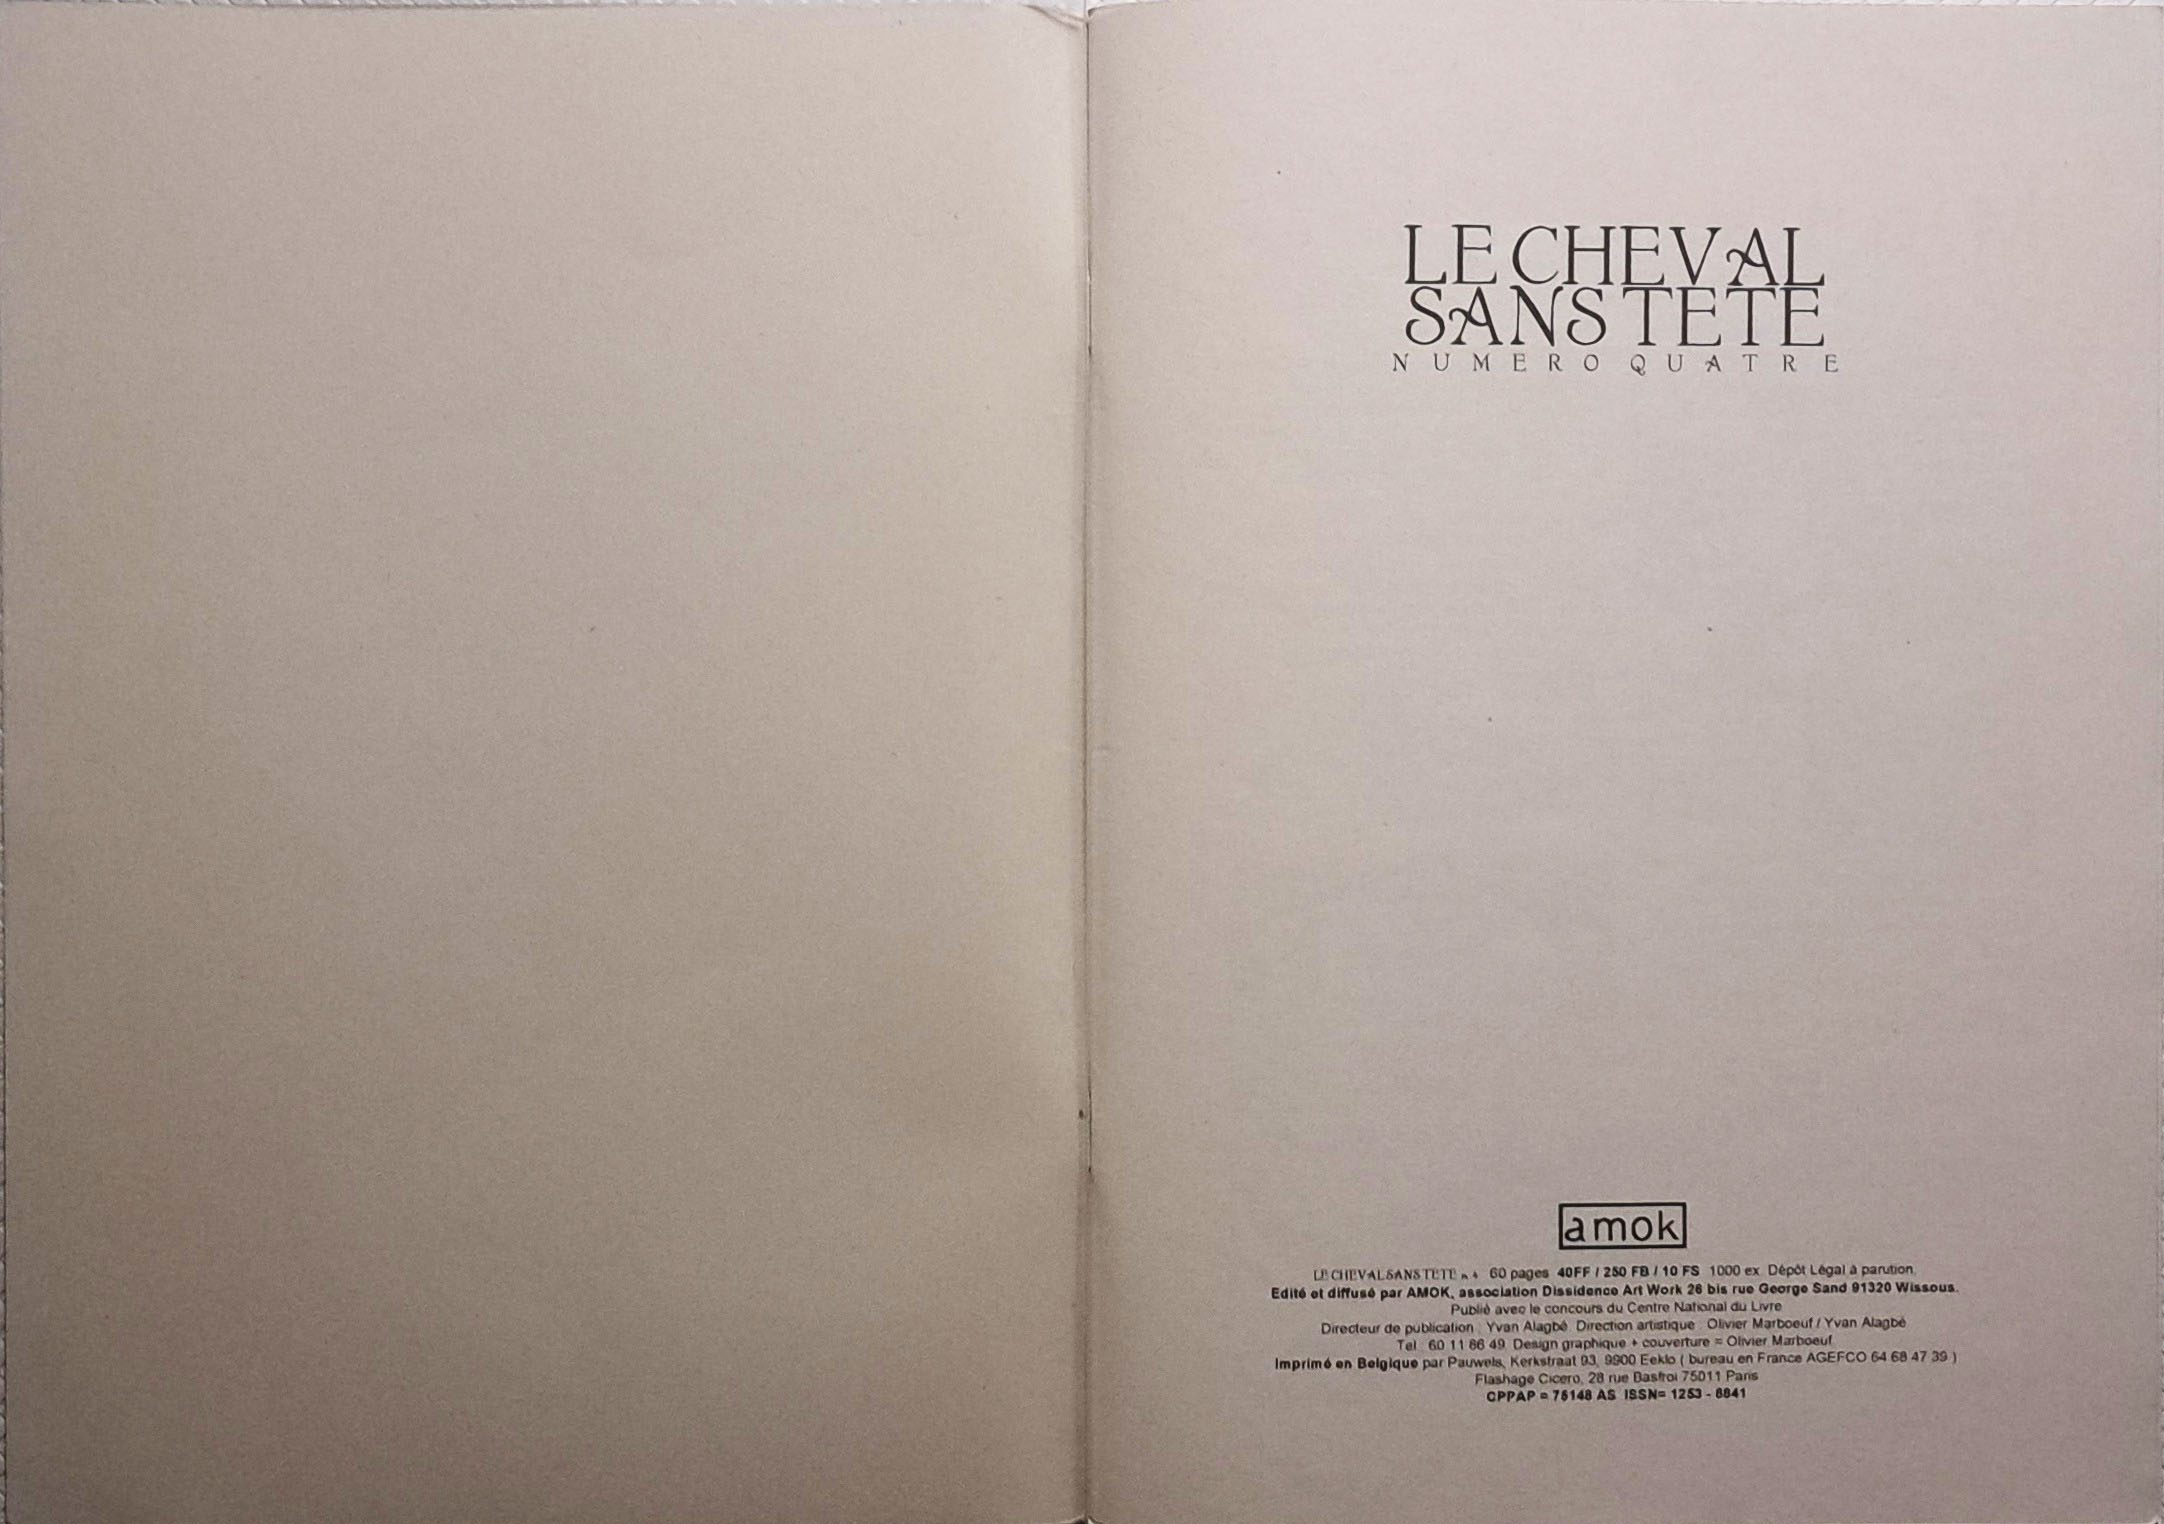 LE CHEVAL
SANS TETE
NUMERO QUATRE
amok
LE CHEVAL SANS TETE n 4 60 pages 40FF / 250 FB / 10 FS 1000 ex. Dépôt Légal à parution.
Edité et diffusé par AMOK, association Dissidence Art Work 26 bis rue George Sand 91320 Wissous.
Publié avec le concours du Centre National du Livre
Directeur de publication : Yvan Alagbé Direction artistique : Olivier Marboeuf / Yvan Alagbé
Tel : 60 11 86 49 Design graphique + couverture = Olivier Marboeuf
Imprimé en Belgique par Pauwels, Kerkstraat 93, 9900 Eeklo ( bureau en France AGEFCO 64 68 47 39 )
Flashage Cicero, 28 rue Basfroi 75011 Paris
CPPAP = 75148 AS ISSN= 1253 - 8841